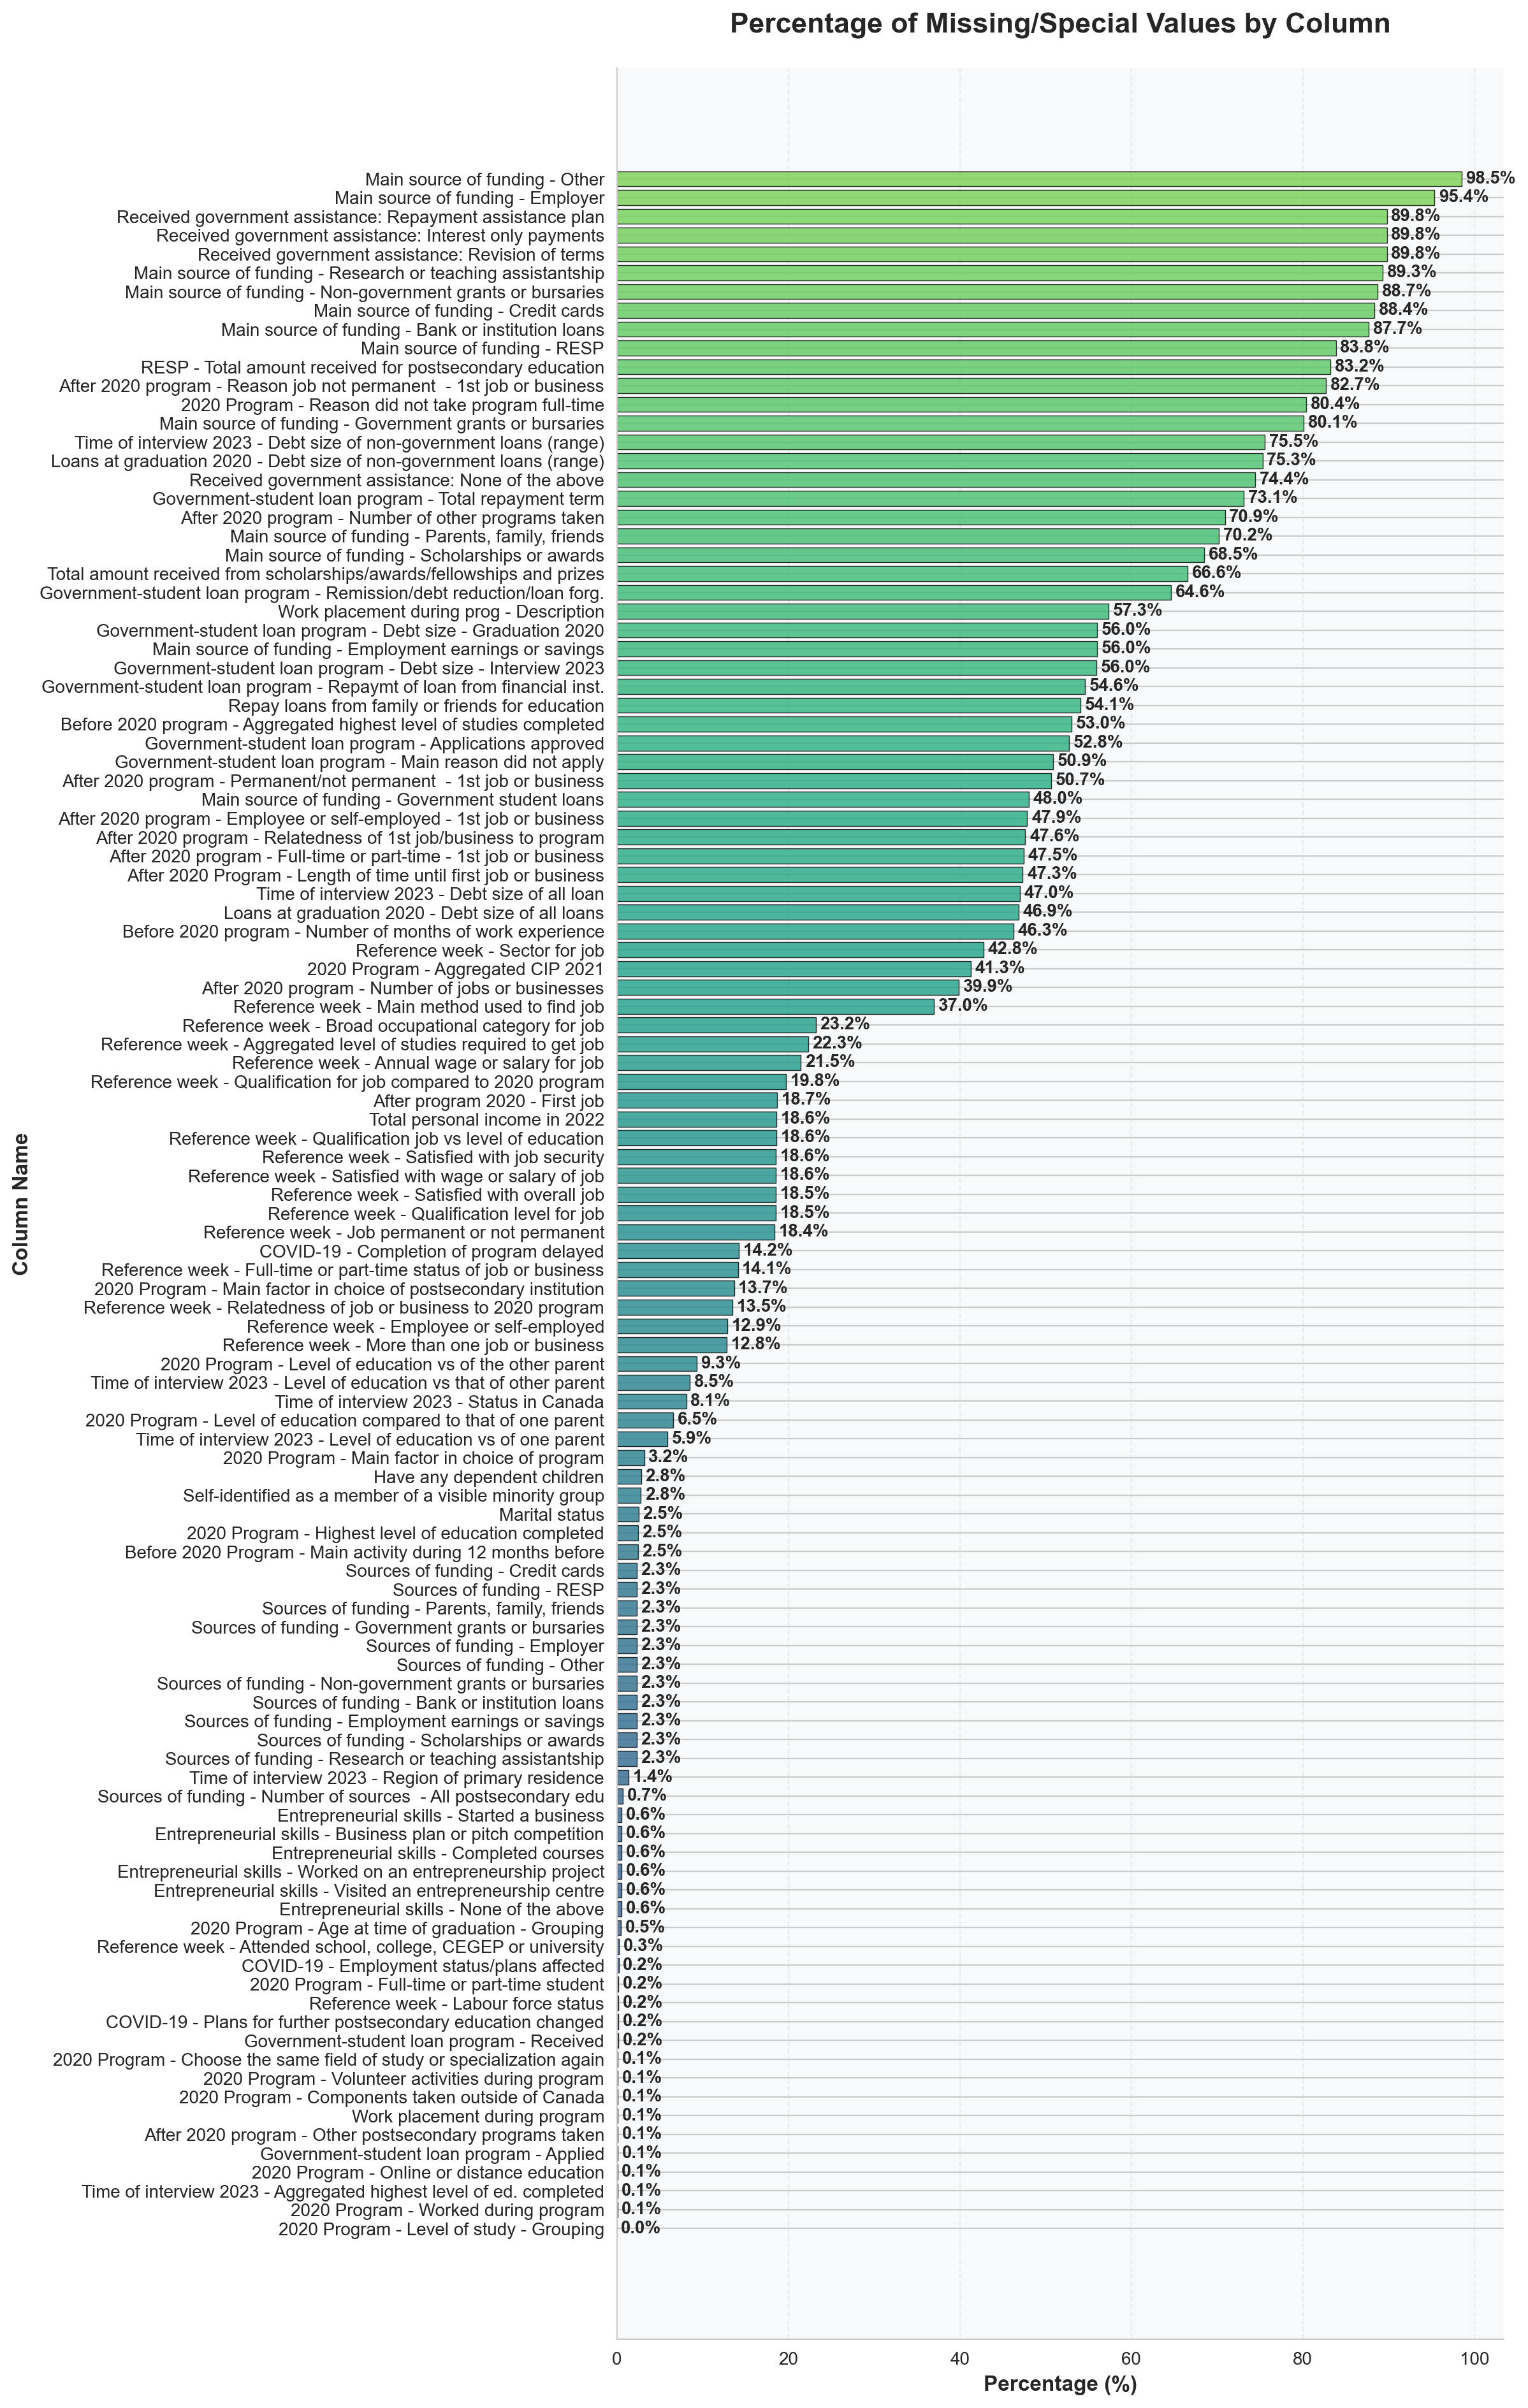 Percentage of Missing/Special Values by Column
Main source of funding - Other 98.5%
Main source of funding - Employer 95.4%
Received government assistance: Repayment assistance plan 89.8%
Received government assistance: Interest only payments 89.8%
Received government assistance: Revision of terms 89.8%
Main source of funding - Research or teaching assistantship 89.3%
Main source of funding - Non-government grants or bursaries 88.7%
Main source of funding - Credit cards 88.4%
Main source of funding - Bank or institution loans 87.7%
Main source of funding - RESP 83.8%
RESP - Total amount received for postsecondary education 83.2%
After 2020 program - Reason job not permanent  - 1st job or business 82.7%
2020 Program - Reason did not take program full-time 80.4%
Main source of funding - Government grants or bursaries 80.1%
Time of interview 2023 - Debt size of non-government loans (range) 75.5%
Loans at graduation 2020 - Debt size of non-government loans (range) 75.3%
Received government assistance: None of the above 74.4%
Government-student loan program - Total repayment term 73.1%
After 2020 program - Number of other programs taken 70.9%
Main source of funding - Parents, family, friends 70.2%
Main source of funding - Scholarships or awards 68.5%
Total amount received from scholarships/awards/fellowships and prizes 66.6%
Government-student loan program - Remission/debt reduction/loan forg. 64.6%
Work placement during prog - Description 57.3%
Government-student loan program - Debt size - Graduation 2020 56.0%
Main source of funding - Employment earnings or savings 56.0%
Government-student loan program - Debt size - Interview 2023 56.0%
Government-student loan program - Repaymt of loan from financial inst. 54.6%
Repay loans from family or friends for education 54.1%
Before 2020 program - Aggregated highest level of studies completed 53.0%
Government-student loan program - Applications approved 52.8%
Government-student loan program - Main reason did not apply 50.9%
After 2020 program - Permanent/not permanent  - 1st job or business 50.7%
Main source of funding - Government student loans 48.0%
After 2020 program - Employee or self-employed - 1st job or business 47.9%
After 2020 program - Relatedness of 1st job/business to program 47.6%
After 2020 program - Full-time or part-time - 1st job or business 47.5%
After 2020 Program - Length of time until first job or business 47.3%
Time of interview 2023 - Debt size of all loan 47.0%
Loans at graduation 2020 - Debt size of all loans 46.9%
Before 2020 program - Number of months of work experience 46.3%
Reference week - Sector for job 42.8%
2020 Program - Aggregated CIP 2021 41.3%
After 2020 program - Number of jobs or businesses 39.9%
Reference week - Main method used to find job 37.0%
Reference week - Broad occupational category for job 23.2%
Reference week - Aggregated level of studies required to get job 22.3%
Reference week - Annual wage or salary for job 21.5%
Reference week - Qualification for job compared to 2020 program 19.8%
After program 2020 - First job 18.7%
Total personal income in 2022 18.6%
Reference week - Qualification job vs level of education 18.6%
Reference week - Satisfied with job security 18.6%
Reference week - Satisfied with wage or salary of job 18.6%
Reference week - Satisfied with overall job 18.5%
Reference week - Qualification level for job 18.5%
Reference week - Job permanent or not permanent 18.4%
COVID-19 - Completion of program delayed 14.2%
Reference week - Full-time or part-time status of job or business 14.1%
2020 Program - Main factor in choice of postsecondary institution 13.7%
Reference week - Relatedness of job or business to 2020 program 13.5%
Reference week - Employee or self-employed 12.9%
Reference week - More than one job or business 12.8%
2020 Program - Level of education vs of the other parent 9.3%
Time of interview 2023 - Level of education vs that of other parent 8.5%
Time of interview 2023 - Status in Canada 8.1%
2020 Program - Level of education compared to that of one parent 6.5%
Time of interview 2023 - Level of education vs of one parent 5.9%
2020 Program - Main factor in choice of program 3.2%
Have any dependent children 2.8%
Self-identified as a member of a visible minority group 2.8%
Marital status 2.5%
2020 Program - Highest level of education completed 2.5%
Before 2020 Program - Main activity during 12 months before 2.5%
Sources of funding - Credit cards 2.3%
Sources of funding - RESP 2.3%
Sources of funding - Parents, family, friends 2.3%
Sources of funding - Government grants or bursaries 2.3%
Sources of funding - Employer 2.3%
Sources of funding - Other 2.3%
Sources of funding - Non-government grants or bursaries 2.3%
Sources of funding - Bank or institution loans 2.3%
Sources of funding - Employment earnings or savings 2.3%
Sources of funding - Scholarships or awards 2.3%
Sources of funding - Research or teaching assistantship 2.3%
Time of interview 2023 - Region of primary residence 1.4%
Sources of funding - Number of sources  - All postsecondary edu 0.7%
Entrepreneurial skills - Started a business 0.6%
Entrepreneurial skills - Business plan or pitch competition 0.6%
Entrepreneurial skills - Completed courses 0.6%
Entrepreneurial skills - Worked on an entrepreneurship project 0.6%
Entrepreneurial skills - Visited an entrepreneurship centre 0.6%
Entrepreneurial skills - None of the above 0.6%
2020 Program - Age at time of graduation - Grouping 0.5%
Reference week - Attended school, college, CEGEP or university 0.3%
COVID-19 - Employment status/plans affected 0.2%
2020 Program - Full-time or part-time student 0.2%
Reference week - Labour force status 0.2%
COVID-19 - Plans for further postsecondary education changed 0.2%
Government-student loan program - Received 0.2%
2020 Program - Choose the same field of study or specialization again 0.1%
2020 Program - Volunteer activities during program 0.1%
2020 Program - Components taken outside of Canada 0.1%
Work placement during program 0.1%
After 2020 program - Other postsecondary programs taken 0.1%
Government-student loan program - Applied 0.1%
2020 Program - Online or distance education 0.1%
Time of interview 2023 - Aggregated highest level of ed. completed 0.1%
2020 Program - Worked during program 0.1%
2020 Program - Level of study - Grouping 0.0%
Column Name
0 20 40 60 80 100
Percentage (%)